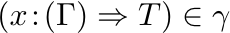 (x:(Γ) ⇒ T) ∈ γ